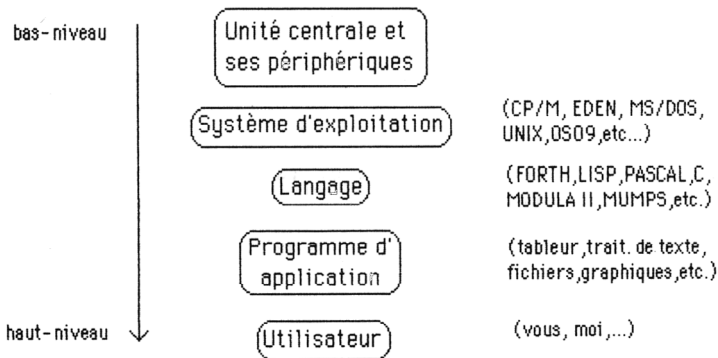 bas-niveau
Unité centrale et
ses périphériques
Système d'exploitation
(CP/M, EDEN, MS/DOS,
UNIX,OS09,etc...)
Langage
(FORTH,LISP,PASCAL,C,
MODULA II,MUMPS,etc.)
Programme d'
application
(tableur,trait. de texte,
fichiers,graphiques,etc.)
haut-niveau
Utilisateur
(vous, moi,...)